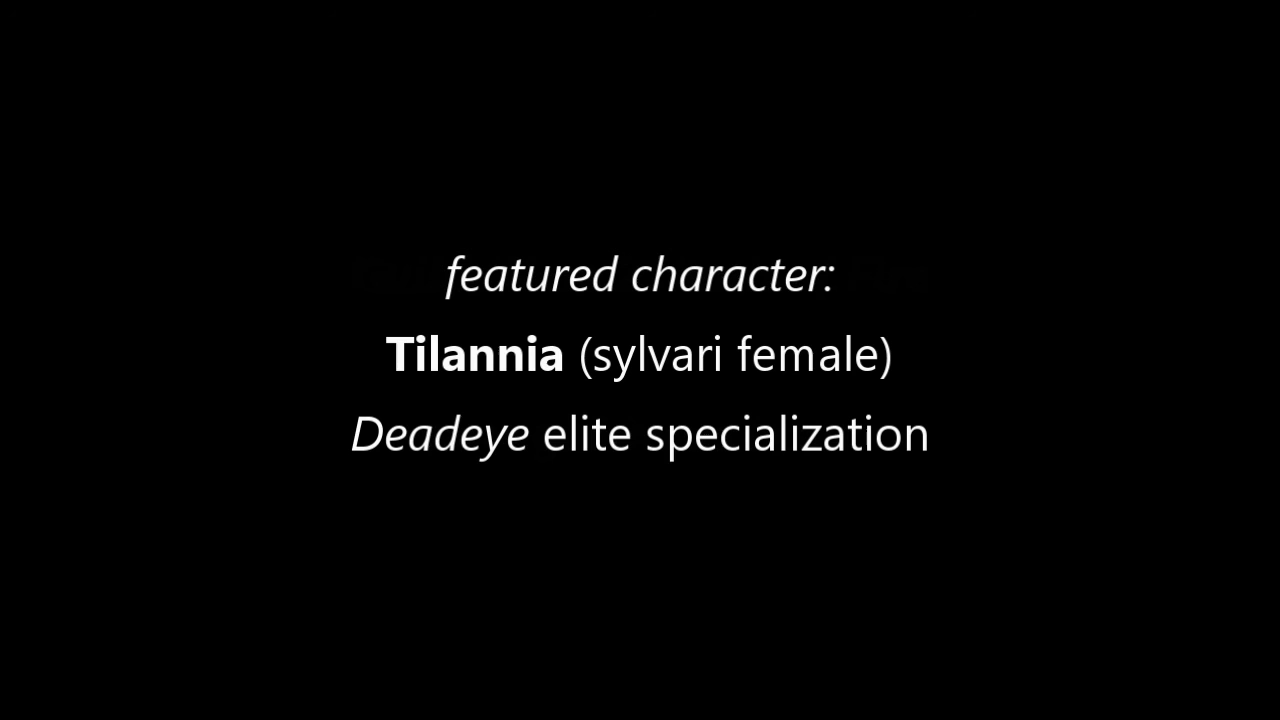 featured character:
Tilannia (sylvari female)
Deadeye elite specialization